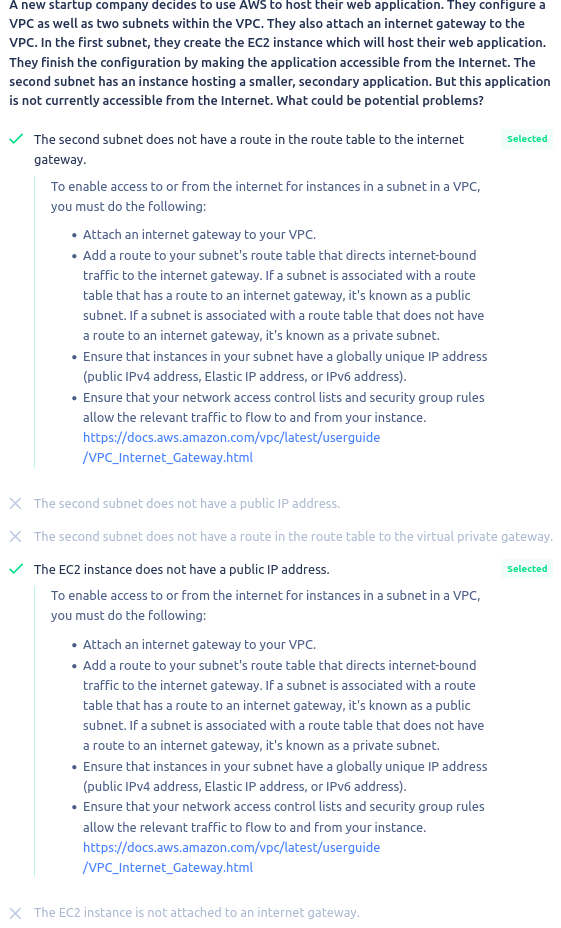 A new startup company decides to use AWS to host their web application. They configure a
VPC as well as two subnets within the VPC. They also attach an internet gateway to the
VPC. In the first subnet, they create the EC2 instance which will host their web application.
They finish the configuration by making the application accessible from the Internet. The
second subnet has an instance hosting a smaller, secondary application. But this application
is not currently accessible from the Internet. What could be potential problems?
The second subnet does not have a route in the route table to the internet
gateway.
Selected
To enable access to or from the internet for instances in a subnet in a VPC,
you must do the following:
• Attach an internet gateway to your VPC.
• Add a route to your subnet's route table that directs internet-bound
traffic to the internet gateway. If a subnet is associated with a route
table that has a route to an internet gateway, it's known as a public
subnet. If a subnet is associated with a route table that does not have
a route to an internet gateway, it's known as a private subnet.
• Ensure that instances in your subnet have a globally unique IP address
(public IPv4 address, Elastic IP address, or IPv6 address).
• Ensure that your network access control lists and security group rules
allow the relevant traffic to flow to and from your instance.
https://docs.aws.amazon.com/vpc/latest/userguide
/VPC_Internet_Gateway.html
The second subnet does not have a public IP address.
The second subnet does not have a route in the route table to the virtual private gateway.
The EC2 instance does not have a public IP address.
Selected
To enable access to or from the internet for instances in a subnet in a VPC,
you must do the following:
• Attach an internet gateway to your VPC.
• Add a route to your subnet's route table that directs internet-bound
traffic to the internet gateway. If a subnet is associated with a route
table that has a route to an internet gateway, it's known as a public
subnet. If a subnet is associated with a route table that does not have
a route to an internet gateway, it's known as a private subnet.
• Ensure that instances in your subnet have a globally unique IP address
(public IPv4 address, Elastic IP address, or IPv6 address).
• Ensure that your network access control lists and security group rules
allow the relevant traffic to flow to and from your instance.
https://docs.aws.amazon.com/vpc/latest/userguide
/VPC_Internet_Gateway.html
The EC2 instance is not attached to an internet gateway.